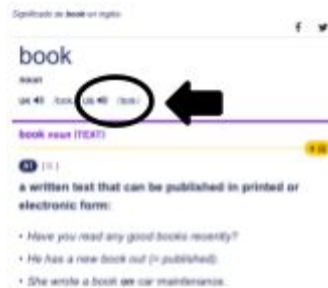 Significado de book en inglés
book
noun
UK /bʊk/ US /bʊk/
book noun (TEXT)
A1 [ C ]
a written text that can be published in printed or
electronic form:
• Have you read any good books recently?
• He has a new book out (= published).
• She wrote a book on car maintenance.